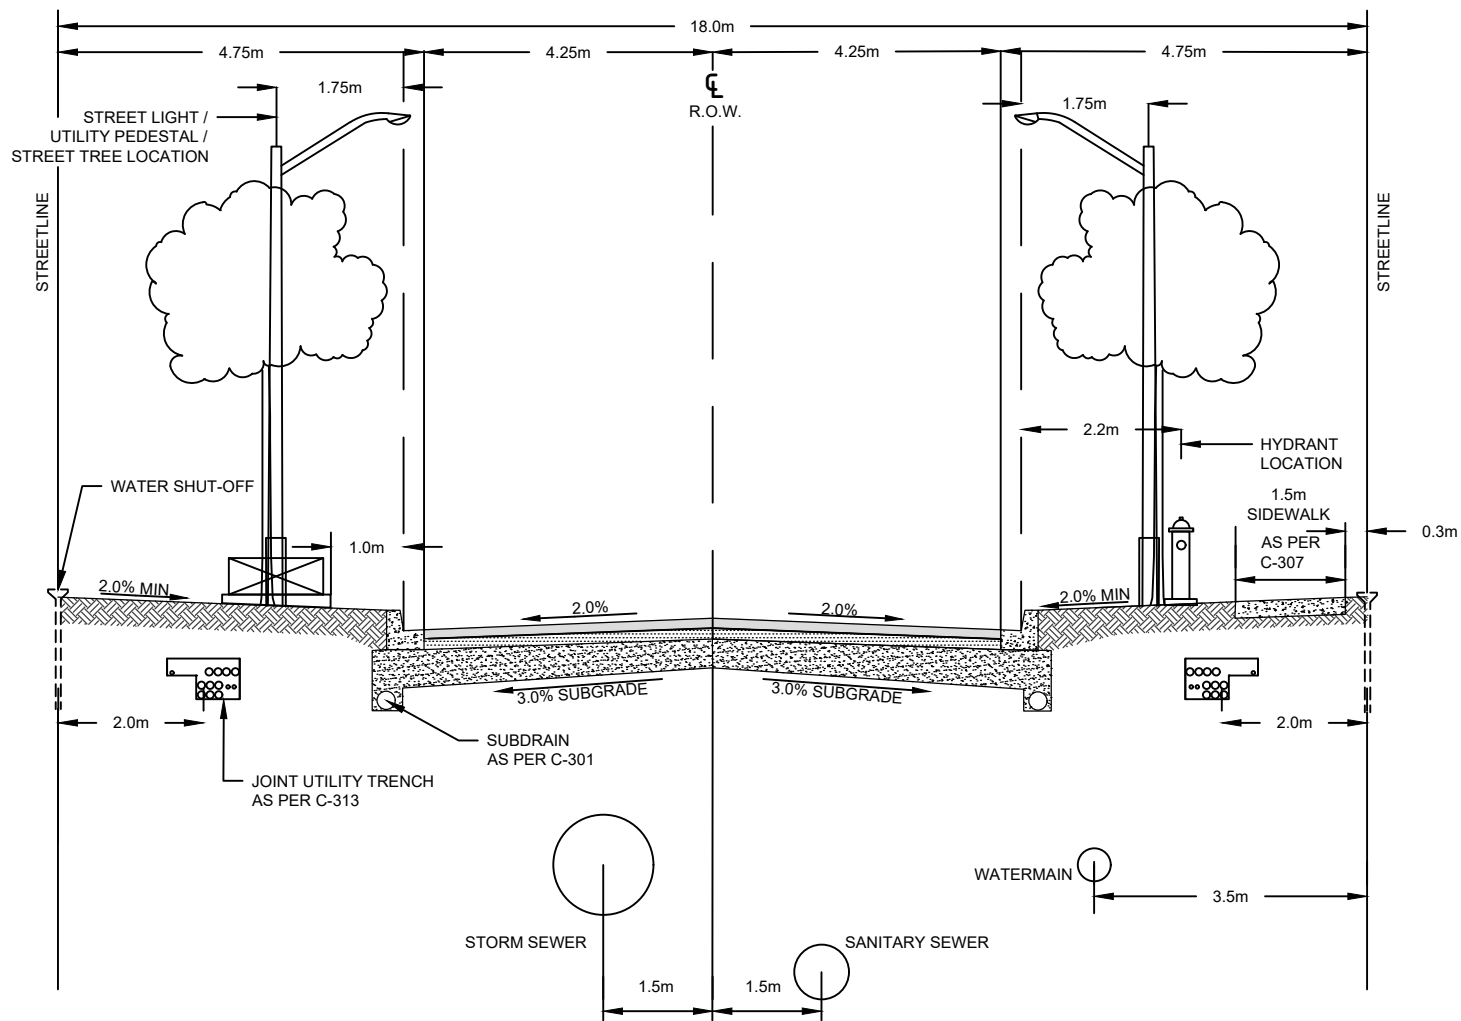 18.0m
4.75m
4.25m
4.25m
4.75m
1.75m
℄
R.O.W.
1.75m
STREET LIGHT /
UTILITY PEDESTAL /
STREET TREE LOCATION
STREETLINE
STREETLINE
2.2m
HYDRANT
LOCATION
WATER SHUT-OFF
1.5m
SIDEWALK
AS PER
C-307
0.3m
1.0m
2.0% MIN
2.0%
2.0%
2.0% MIN
3.0% SUBGRADE
3.0% SUBGRADE
2.0m
2.0m
SUBDRAIN
AS PER C-301
JOINT UTILITY TRENCH
AS PER C-313
WATERMAIN
3.5m
STORM SEWER
SANITARY SEWER
1.5m
1.5m